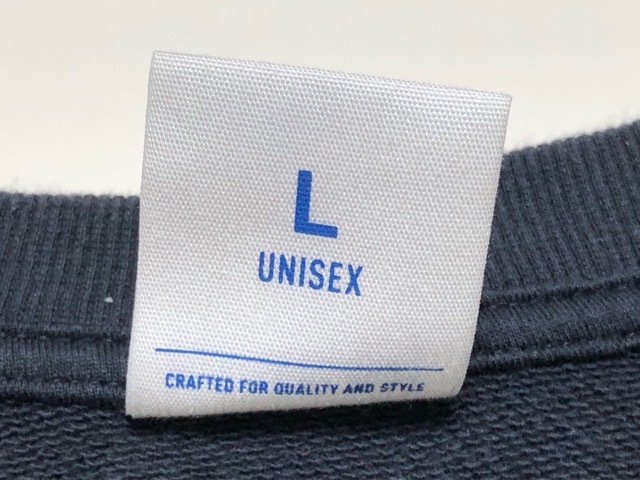 L
UNISEX
CRAFTED FOR QUALITY AND STYLE